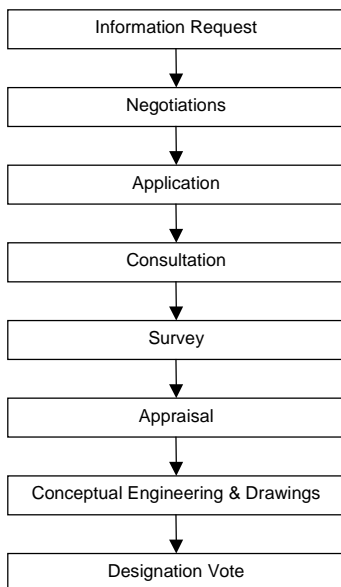 Information Request
Negotiations
Application
Consultation
Survey
Appraisal
Conceptual Engineering & Drawings
Designation Vote